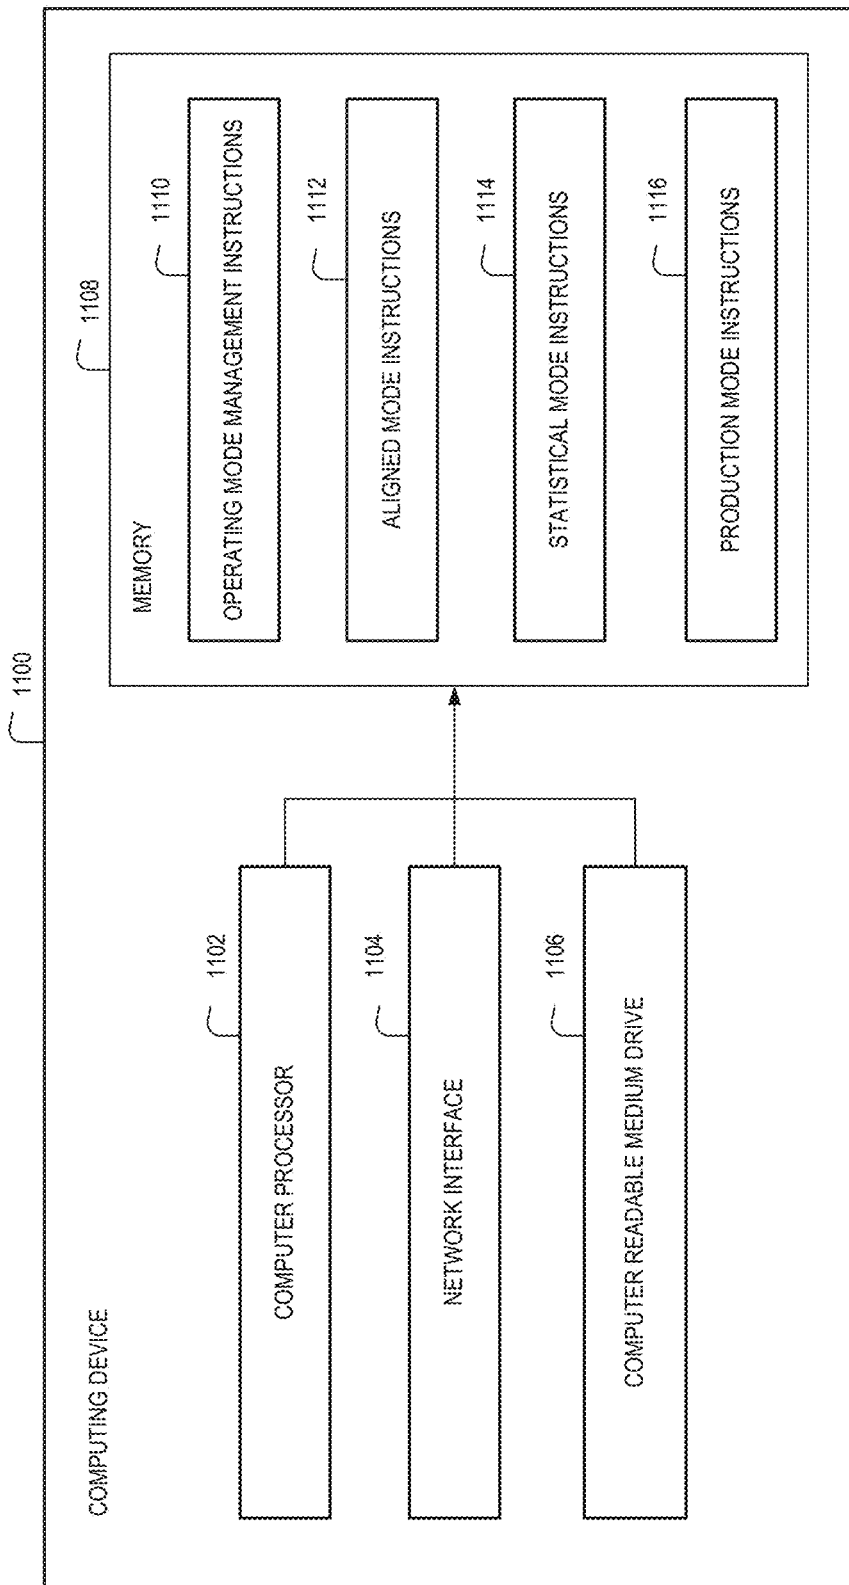 1100
COMPUTING DEVICE
1102
COMPUTER PROCESSOR
1104
NETWORK INTERFACE
1106
COMPUTER READABLE MEDIUM DRIVE
1108
MEMORY
1110
OPERATING MODE MANAGEMENT INSTRUCTIONS
1112
ALIGNED MODE INSTRUCTIONS
1114
STATISTICAL MODE INSTRUCTIONS
1116
PRODUCTION MODE INSTRUCTIONS